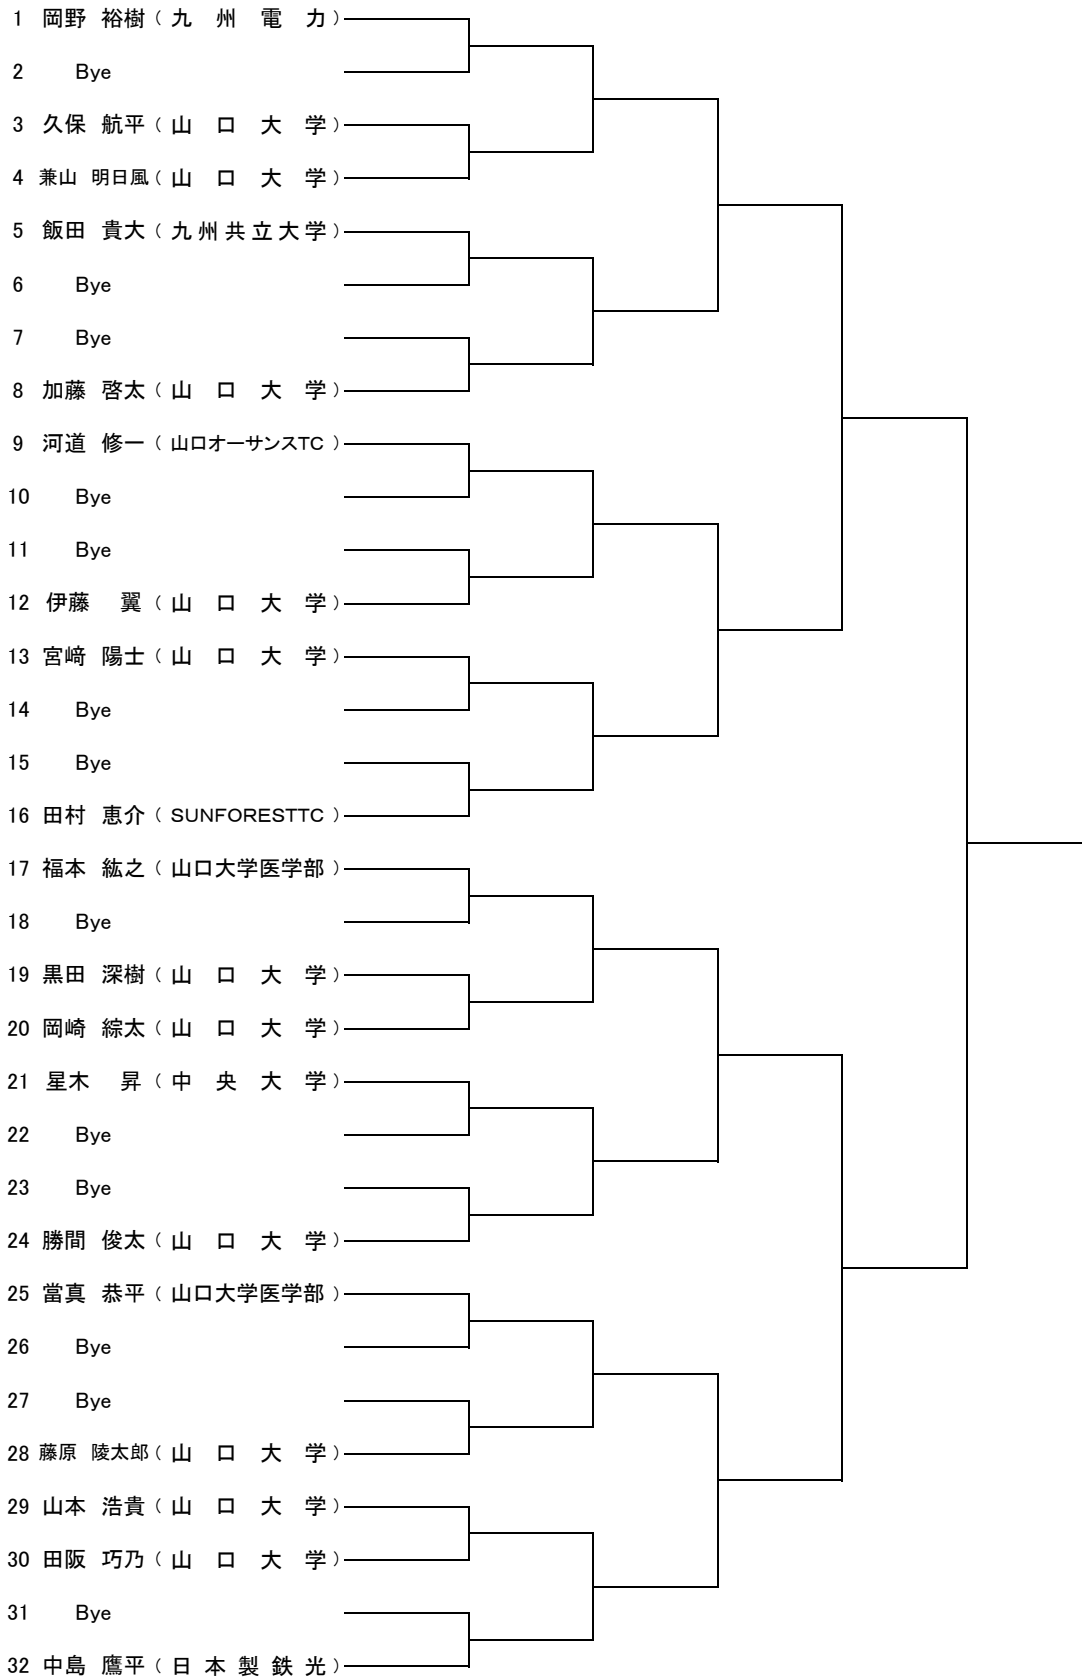 1 岡野 裕樹 ( 九 州 電 力 )
2 Bye
3 久保 航平 ( 山 口 大 学 )
4 兼山 明日風 ( 山 口 大 学 )
5 飯田 貴大 ( 九 州 共 立 大 学 )
6 Bye
7 Bye
8 加藤 啓太 ( 山 口 大 学 )
9 河道 修一 ( 山口オーサンスTC )
10 Bye
11 Bye
12 伊藤 翼 ( 山 口 大 学 )
13 宮﨑 陽士 ( 山 口 大 学 )
14 Bye
15 Bye
16 田村 恵介 ( SUNFORESTTC )
17 福本 紘之 ( 山口大学医学部 )
18 Bye
19 黒田 深樹 ( 山 口 大 学 )
20 岡崎 綜太 ( 山 口 大 学 )
21 星木 昇 ( 中 央 大 学 )
22 Bye
23 Bye
24 勝間 俊太 ( 山 口 大 学 )
25 當真 恭平 ( 山口大学医学部 )
26 Bye
27 Bye
28 藤原 陵太郎 ( 山 口 大 学 )
29 山本 浩貴 ( 山 口 大 学 )
30 田阪 巧乃 ( 山 口 大 学 )
31 Bye
32 中島 鷹平 ( 日 本 製 鉄 光 )